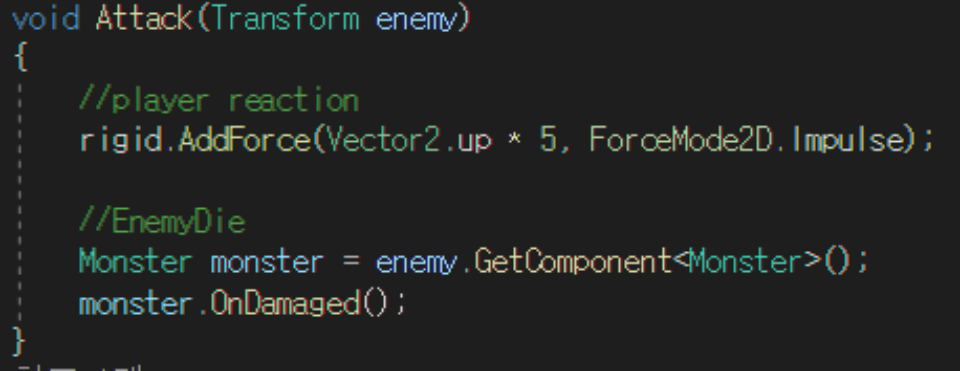 void Attack(Transform enemy)
{
//player reaction
rigid.AddForce(Vector2.up * 5, ForceMode2D.Impulse);
//EnemyDie
Monster monster = enemy.GetComponent<Monster>();
monster.OnDamaged();
}